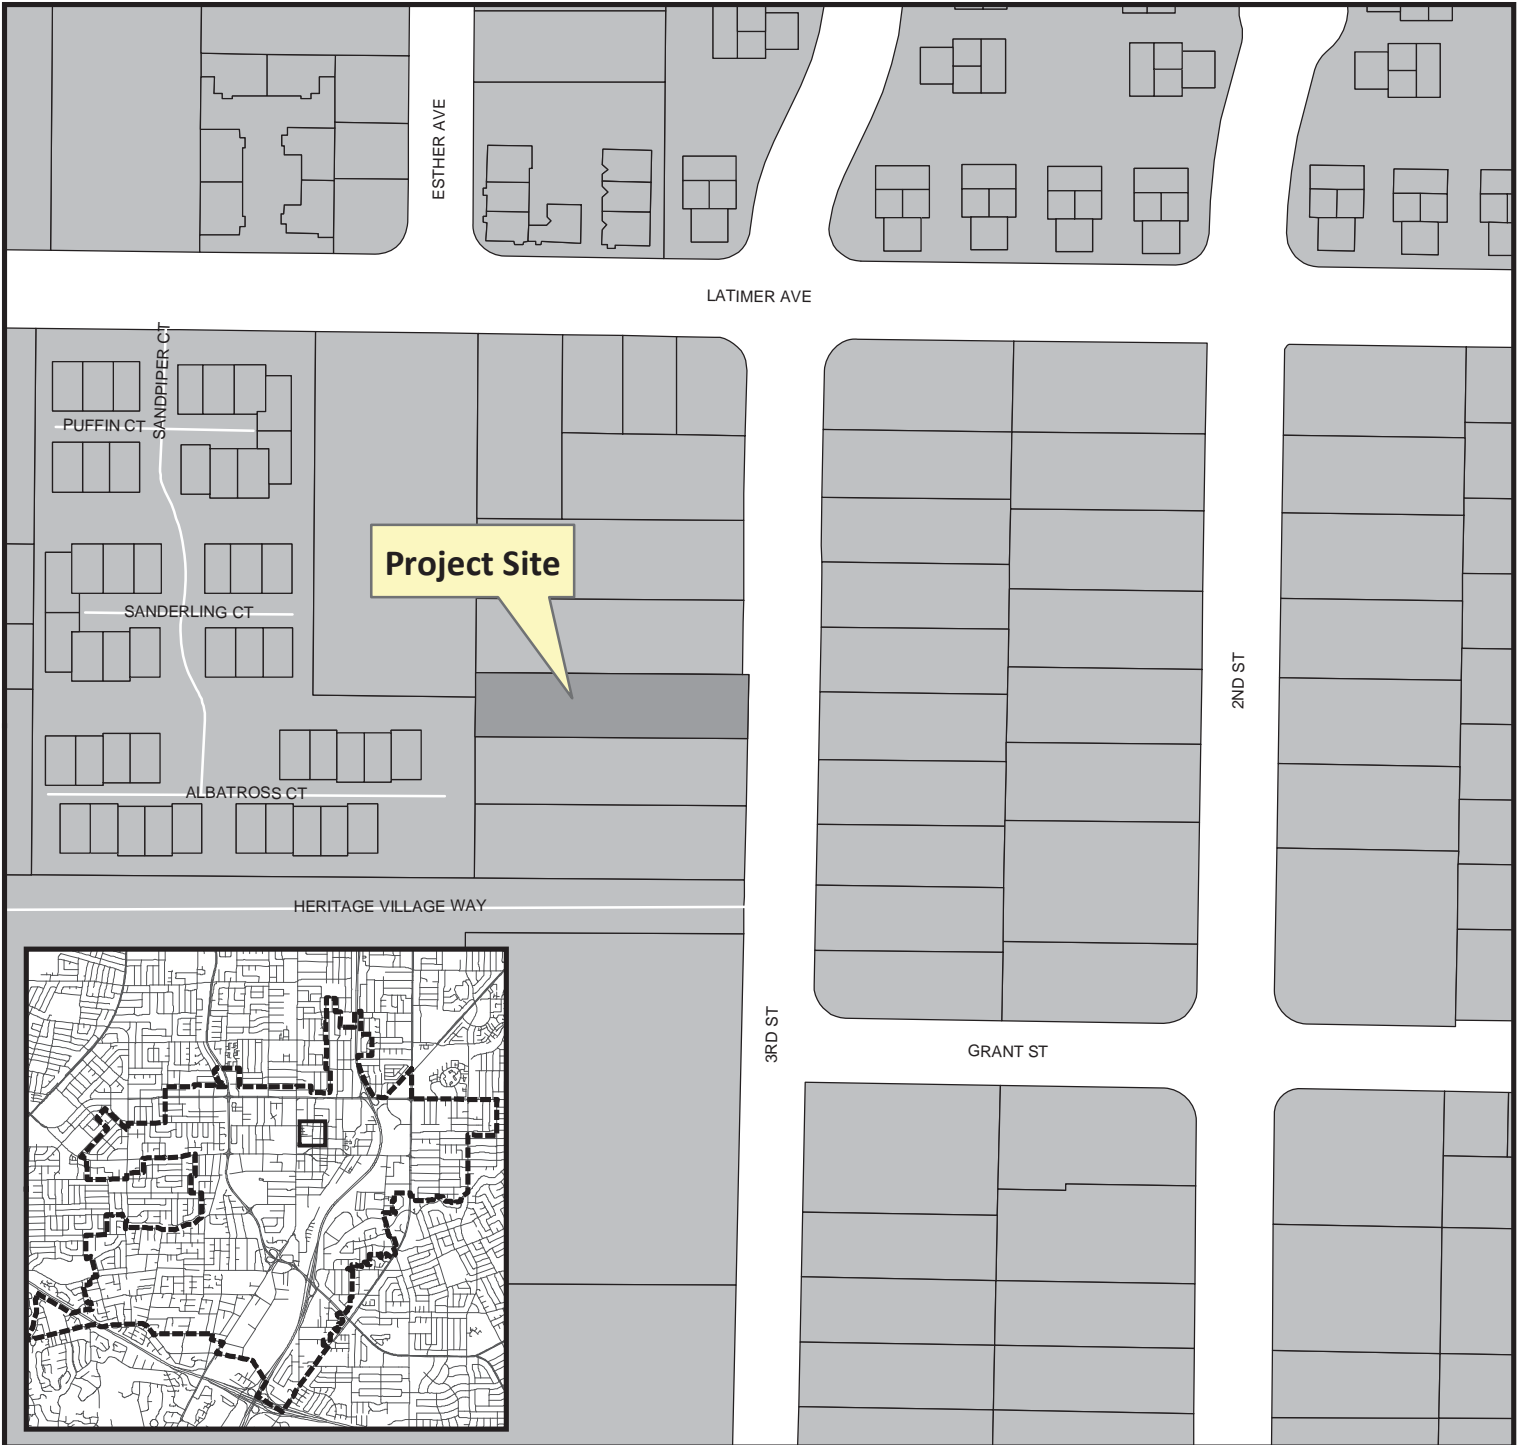 ESTHER AVE
LATIMER AVE
SANDPIPER CT
PUFFIN CT
Project Site
SANDERLING CT
2ND ST
ALBATROSS CT
HERITAGE VILLAGE WAY
3RD ST
GRANT ST